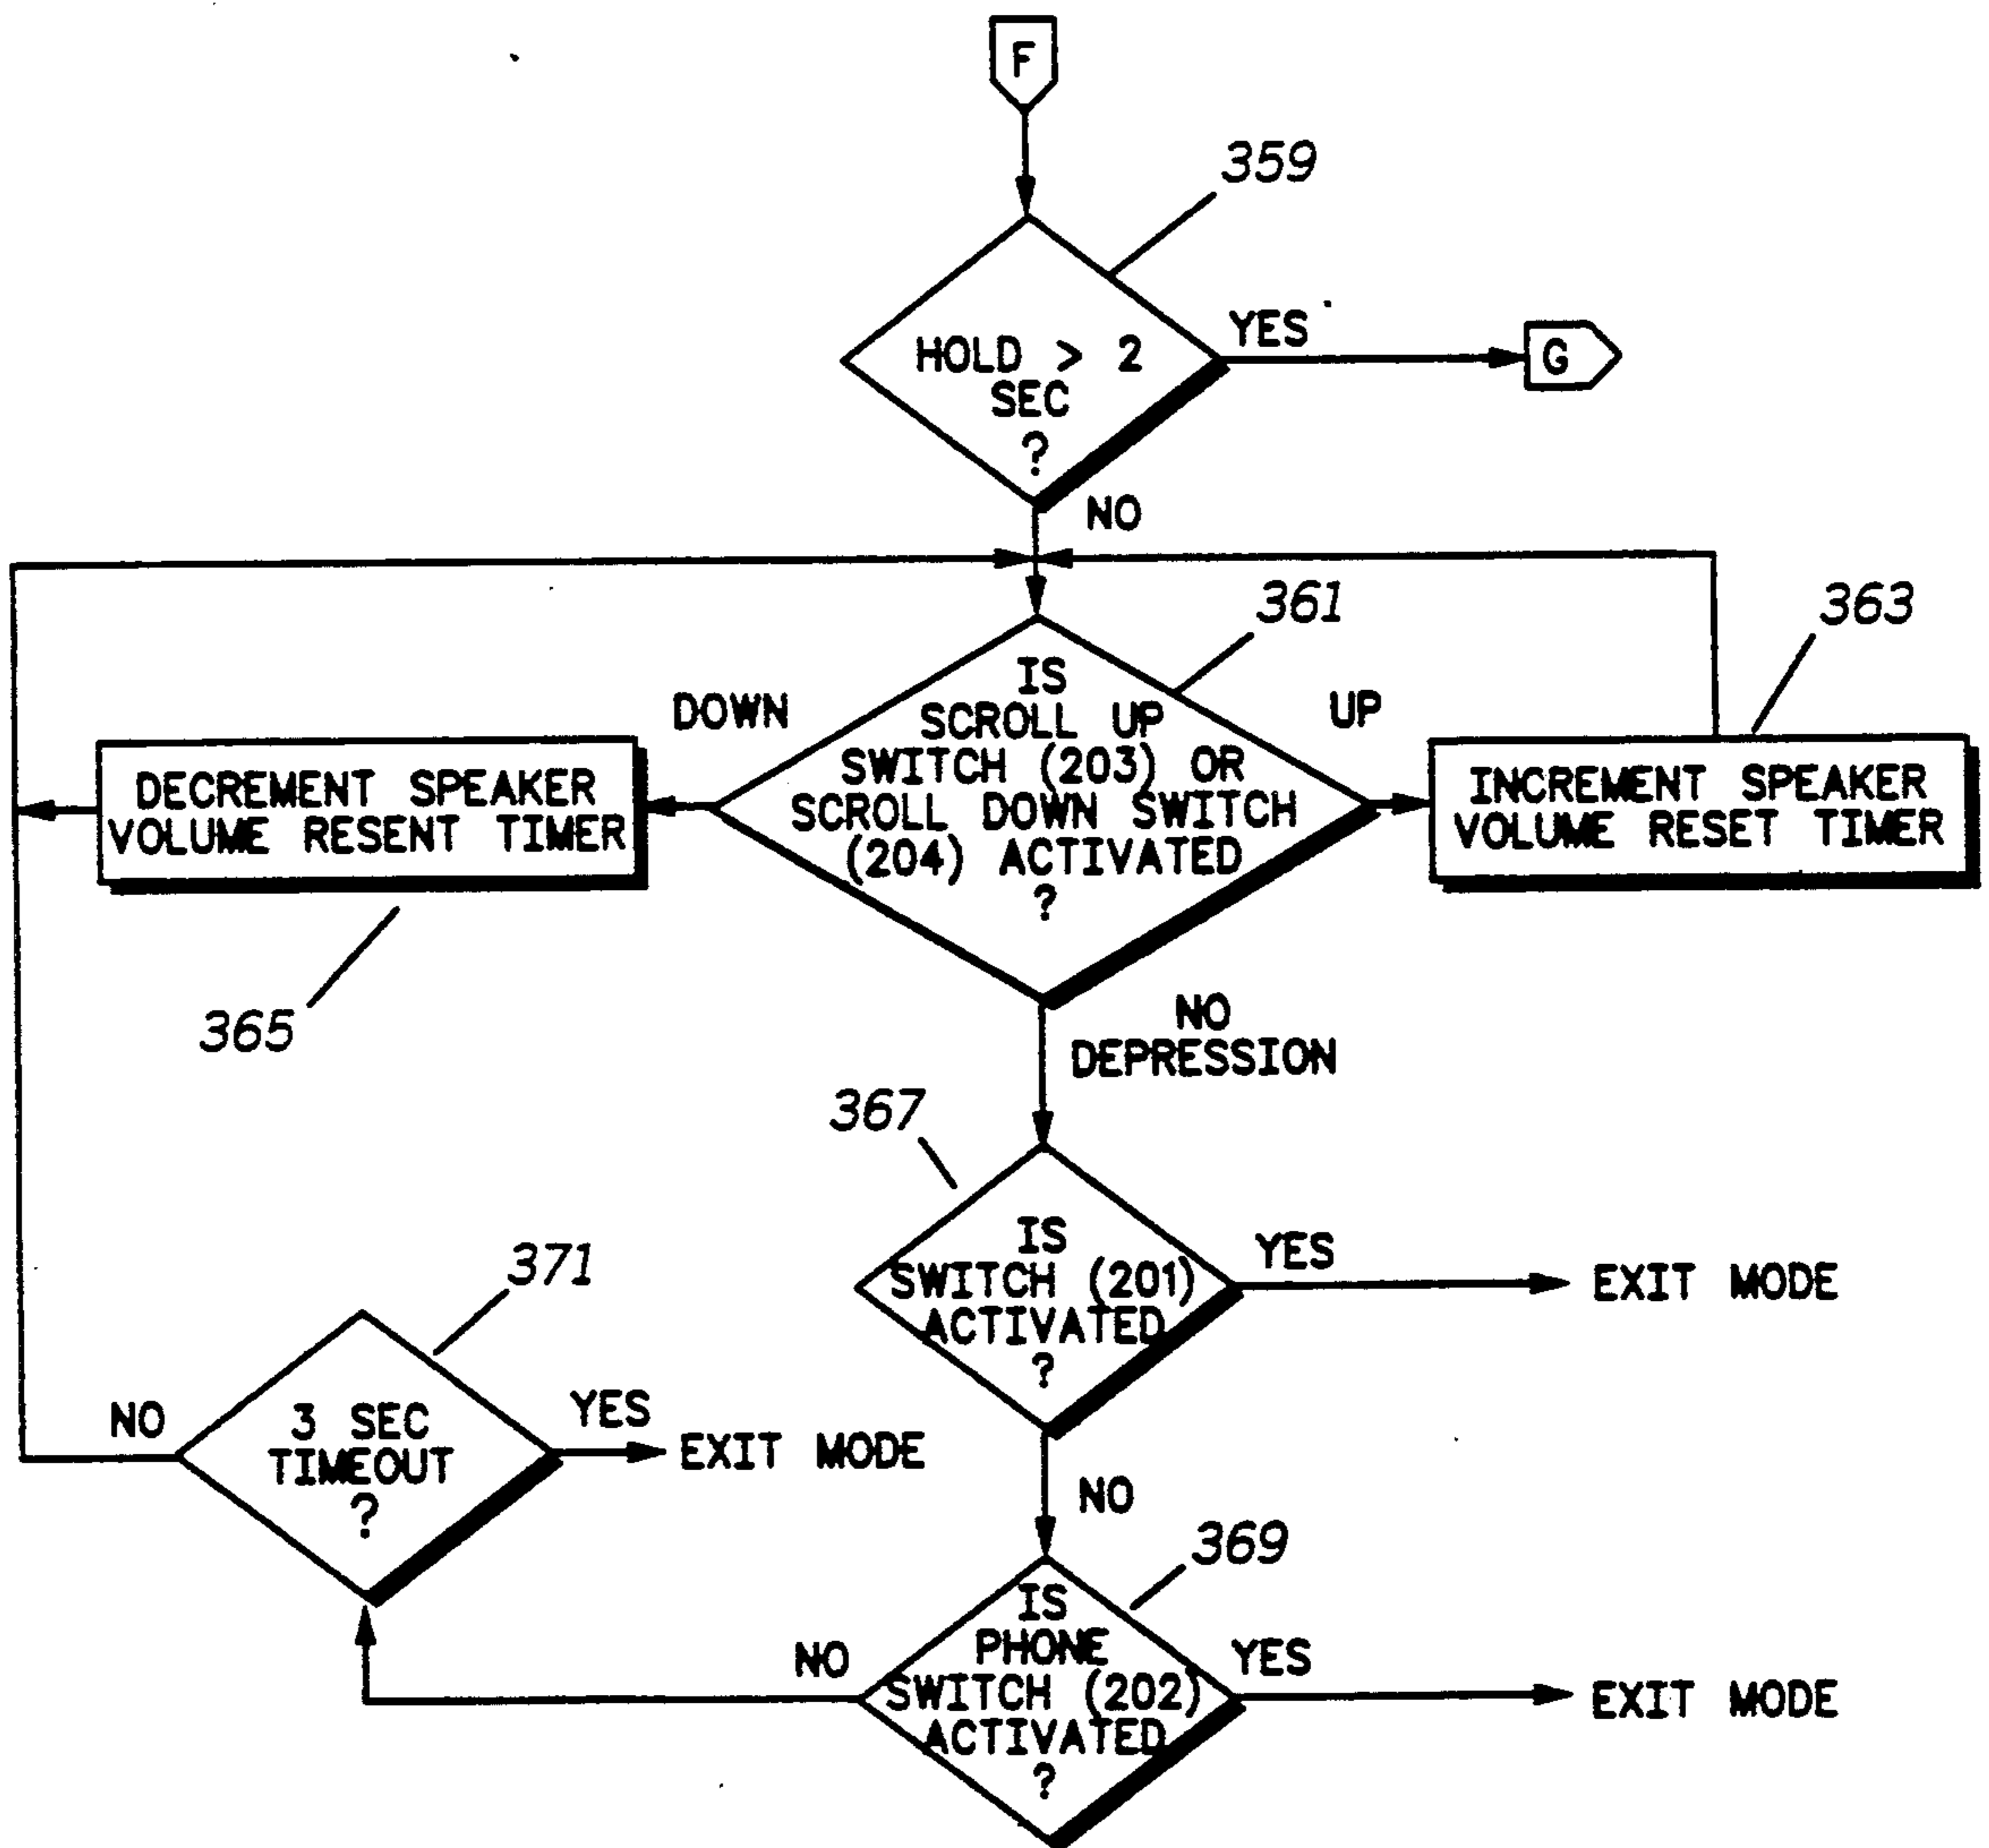 F
359
HOLD > 2
SEC
?
YES
G
NO
361
363
IS
SCROLL UP
SWITCH (203) OR
SCROLL DOWN SWITCH
(204) ACTIVATED
?
DOWN
UP
DECREMENT SPEAKER
VOLUME RESENT TIMER
INCREMENT SPEAKER
VOLUME RESET TIMER
365
NO
DEPRESSION
367
IS
SWITCH (201)
ACTIVATED
?
YES
EXIT MODE
371
NO
3 SEC
TIMEOUT
?
YES
EXIT MODE
NO
369
IS
PHONE
SWITCH (202)
ACTIVATED
?
NO
YES
EXIT MODE